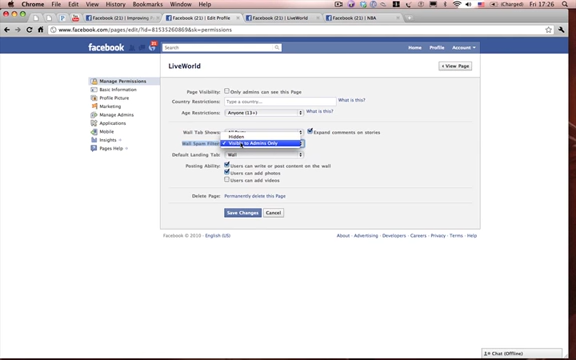 Chrome File Edit View History Bookmarks Window Help
(Charged) Fri 17:26
Facebook (21) | Improving F
Facebook (21) | Edit Profile
Facebook (21) | LiveWorld
Facebook (21) | NBA
www.facebook.com/pages/edit/?id=81535260869&sk=permissions
facebook
Search
Home Profile Account
LiveWorld
View Page
Manage Permissions
Basic Information
Profile Picture
Marketing
Manage Admins
Applications
Mobile
Insights
Pages Help
Page Visibility: Only admins can see this Page
Country Restrictions: Type a country... What is this?
Age Restrictions: Anyone (13+) What is this?
Wall Tab Shows: Expand comments on stories
Hidden
Wall Spam Filter Visible to Admins Only
Default Landing Tab: Wall
Posting Ability: Users can write or post content on the wall
Users can add photos
Users can add videos
Delete Page: Permanently delete this Page
Save Changes Cancel
Facebook © 2010 · English (US)
About · Advertising · Developers · Careers · Privacy · Terms · Help
Chat (Offline)